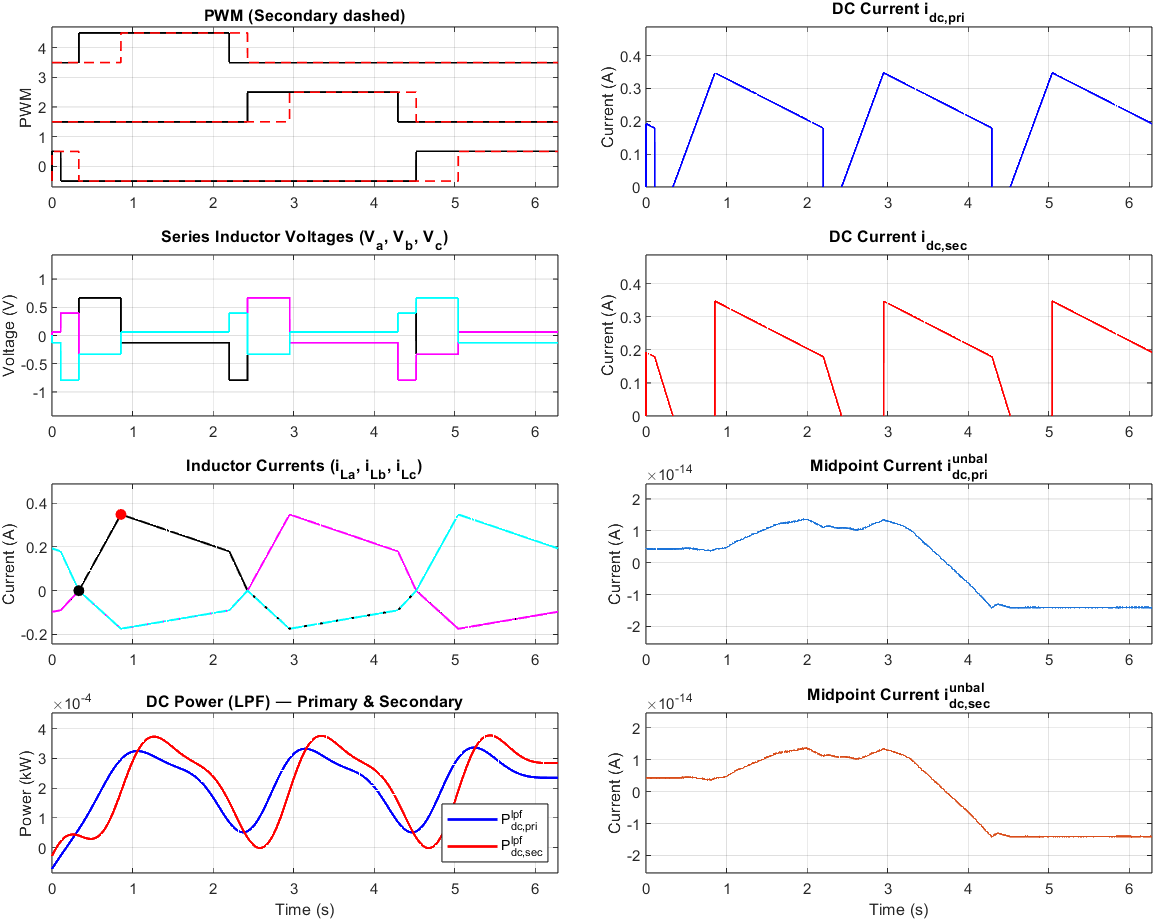 PWM (Secondary dashed)
4
3
2
1
0
PWM
0 1 2 3 4 5 6
DC Current i_dc,pri
0.4
0.3
0.2
0.1
0
Current (A)
0 1 2 3 4 5 6
Series Inductor Voltages (V_a, V_b, V_c)
1
0.5
0
-0.5
-1
Voltage (V)
0 1 2 3 4 5 6
DC Current i_dc,sec
0.4
0.3
0.2
0.1
0
Current (A)
0 1 2 3 4 5 6
Inductor Currents (i_La, i_Lb, i_Lc)
0.4
0.2
0
-0.2
Current (A)
0 1 2 3 4 5 6
Midpoint Current i_dc,pri^unbal
×10^-14
2
1
0
-1
-2
Current (A)
0 1 2 3 4 5 6
DC Power (LPF) — Primary & Secondary
×10^-4
4
3
2
1
0
Power (kW)
P_dc,pri^lpf
P_dc,sec^lpf
0 1 2 3 4 5 6
Time (s)
Midpoint Current i_dc,sec^unbal
×10^-14
2
1
0
-1
-2
Current (A)
0 1 2 3 4 5 6
Time (s)